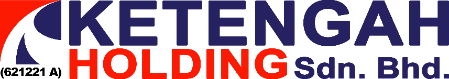 KETENGAH
HOLDING Sdn. Bhd.
(621221 A)